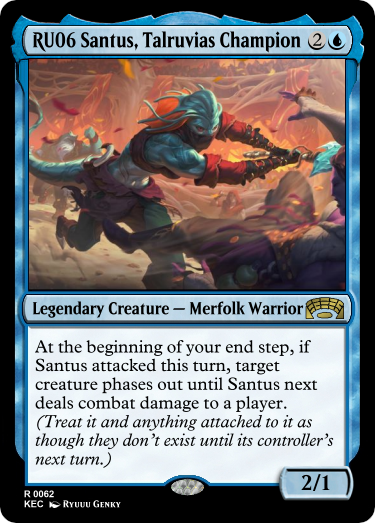 RU06 Santus, Talruvias Champion 2
Legendary Creature — Merfolk Warrior
At the beginning of your end step, if
Santus attacked this turn, target
creature phases out until Santus next
deals combat damage to a player.
(Treat it and anything attached to it as
though they don't exist until its controller's
next turn.)
2/1
R 0062
KEC Ryuuu Genky